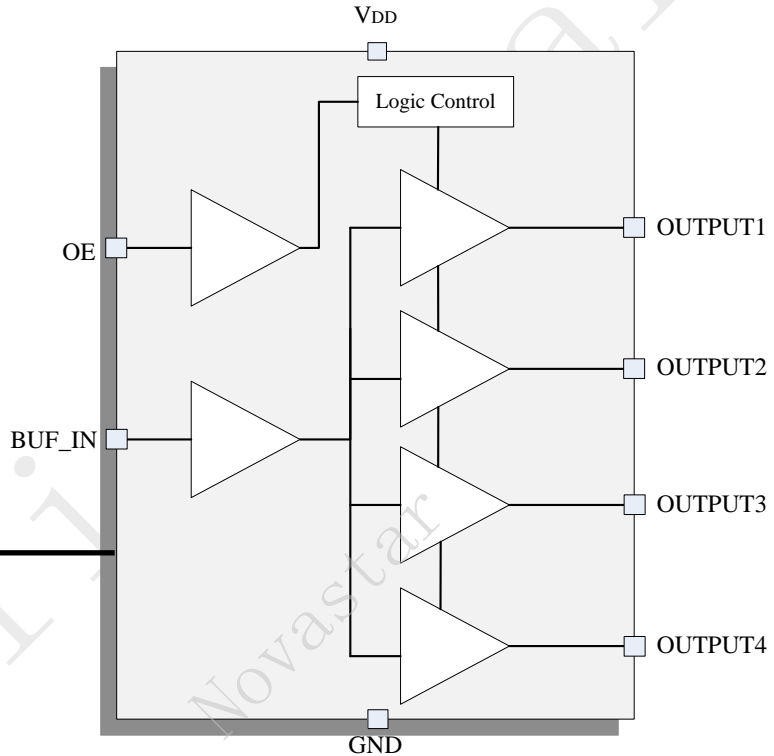 VDD
Logic Control
OUTPUT1
OE
OUTPUT2
BUF_IN
OUTPUT3
Novastar
OUTPUT4
GND